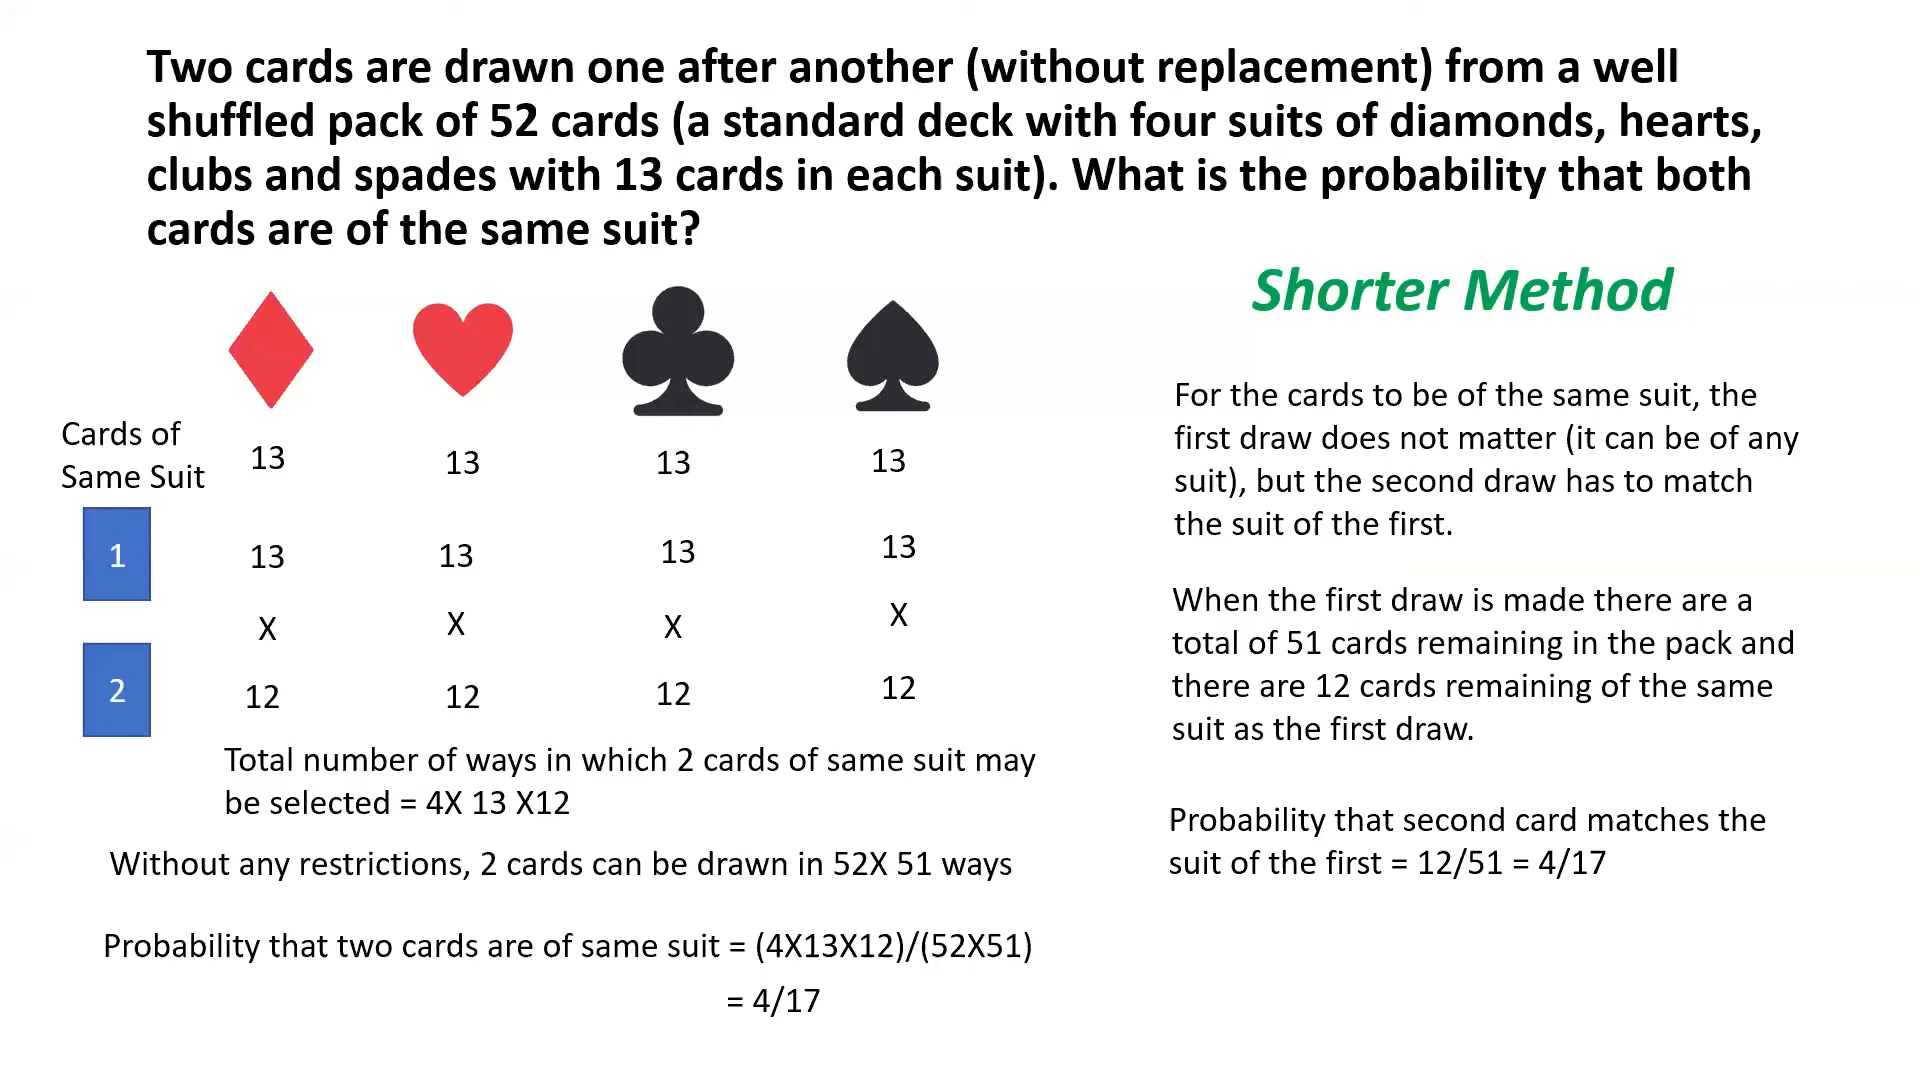 Two cards are drawn one after another (without replacement) from a well
shuffled pack of 52 cards (a standard deck with four suits of diamonds, hearts,
clubs and spades with 13 cards in each suit). What is the probability that both
cards are of the same suit?
Cards of
Same Suit
13 13 13 13
1 13 13 13 13
X X X X
2 12 12 12 12
Total number of ways in which 2 cards of same suit may
be selected = 4X 13 X12
Without any restrictions, 2 cards can be drawn in 52X 51 ways
Probability that two cards are of same suit = (4X13X12)/(52X51)
= 4/17
Shorter Method
For the cards to be of the same suit, the
first draw does not matter (it can be of any
suit), but the second draw has to match
the suit of the first.
When the first draw is made there are a
total of 51 cards remaining in the pack and
there are 12 cards remaining of the same
suit as the first draw.
Probability that second card matches the
suit of the first = 12/51 = 4/17